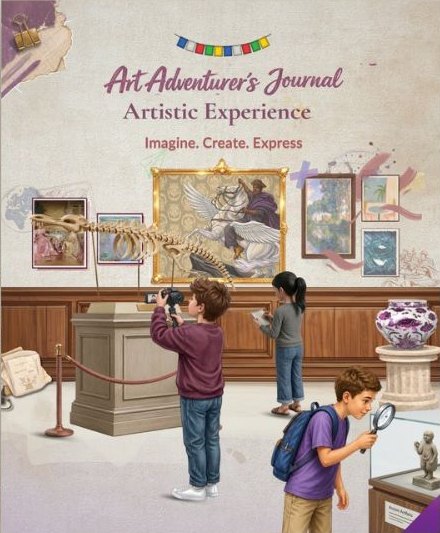 Art Adventurer's Journal
Artistic Experience
Imagine. Create. Express